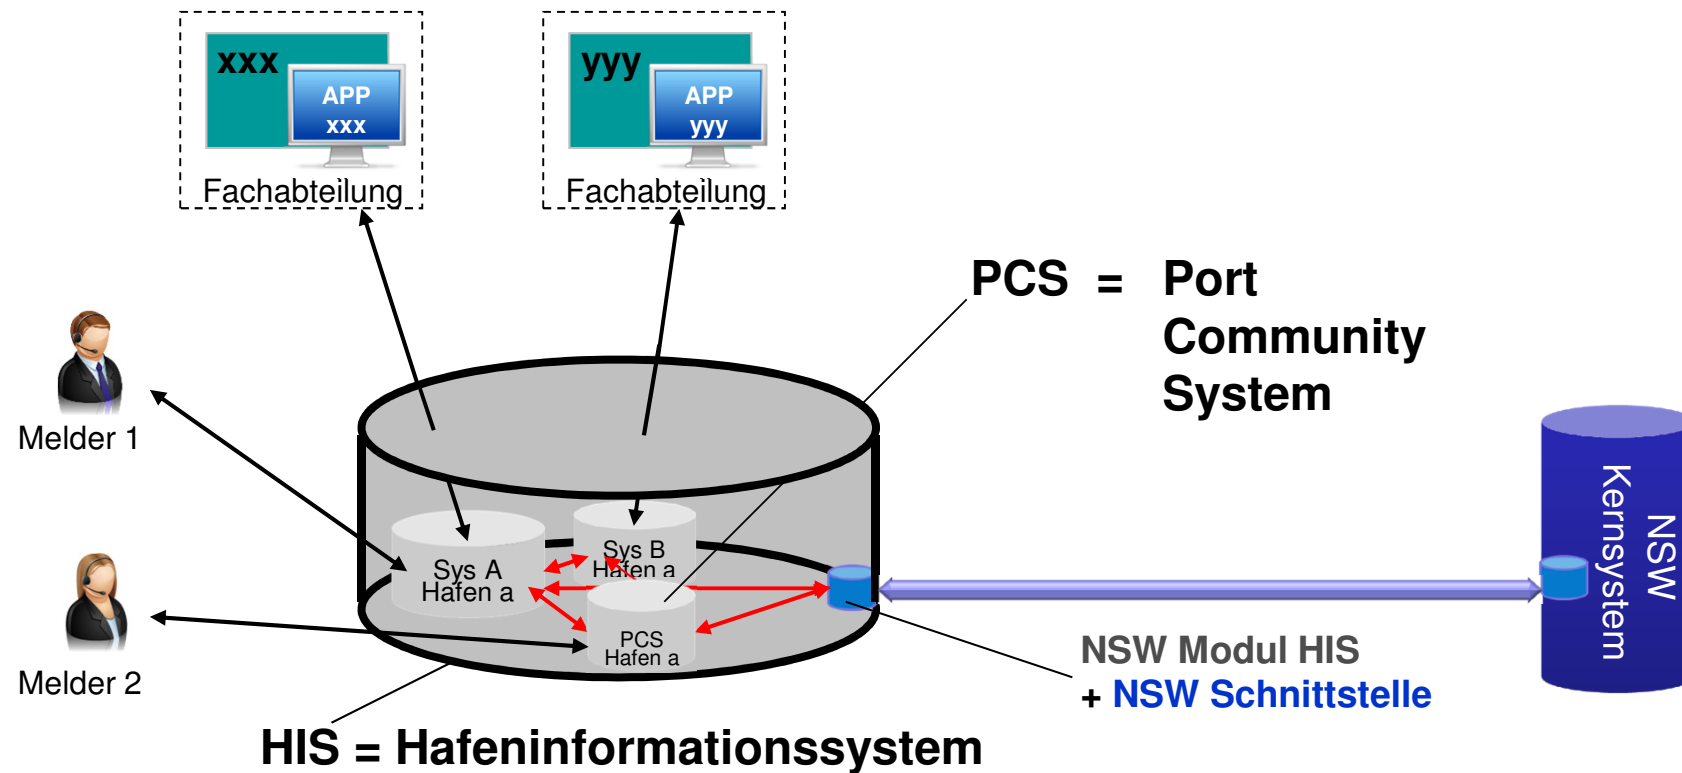 xxx
APP
xxx
Fachabteilung
yyy
APP
yyy
Fachabteilung
PCS = Port
Community
System
Melder 1
Melder 2
Sys A
Hafen a
Sys B
Hafen a
PCS
Hafen a
NSW
Kernsystem
NSW Modul HIS
+ NSW Schnittstelle
HIS = Hafeninformationssystem